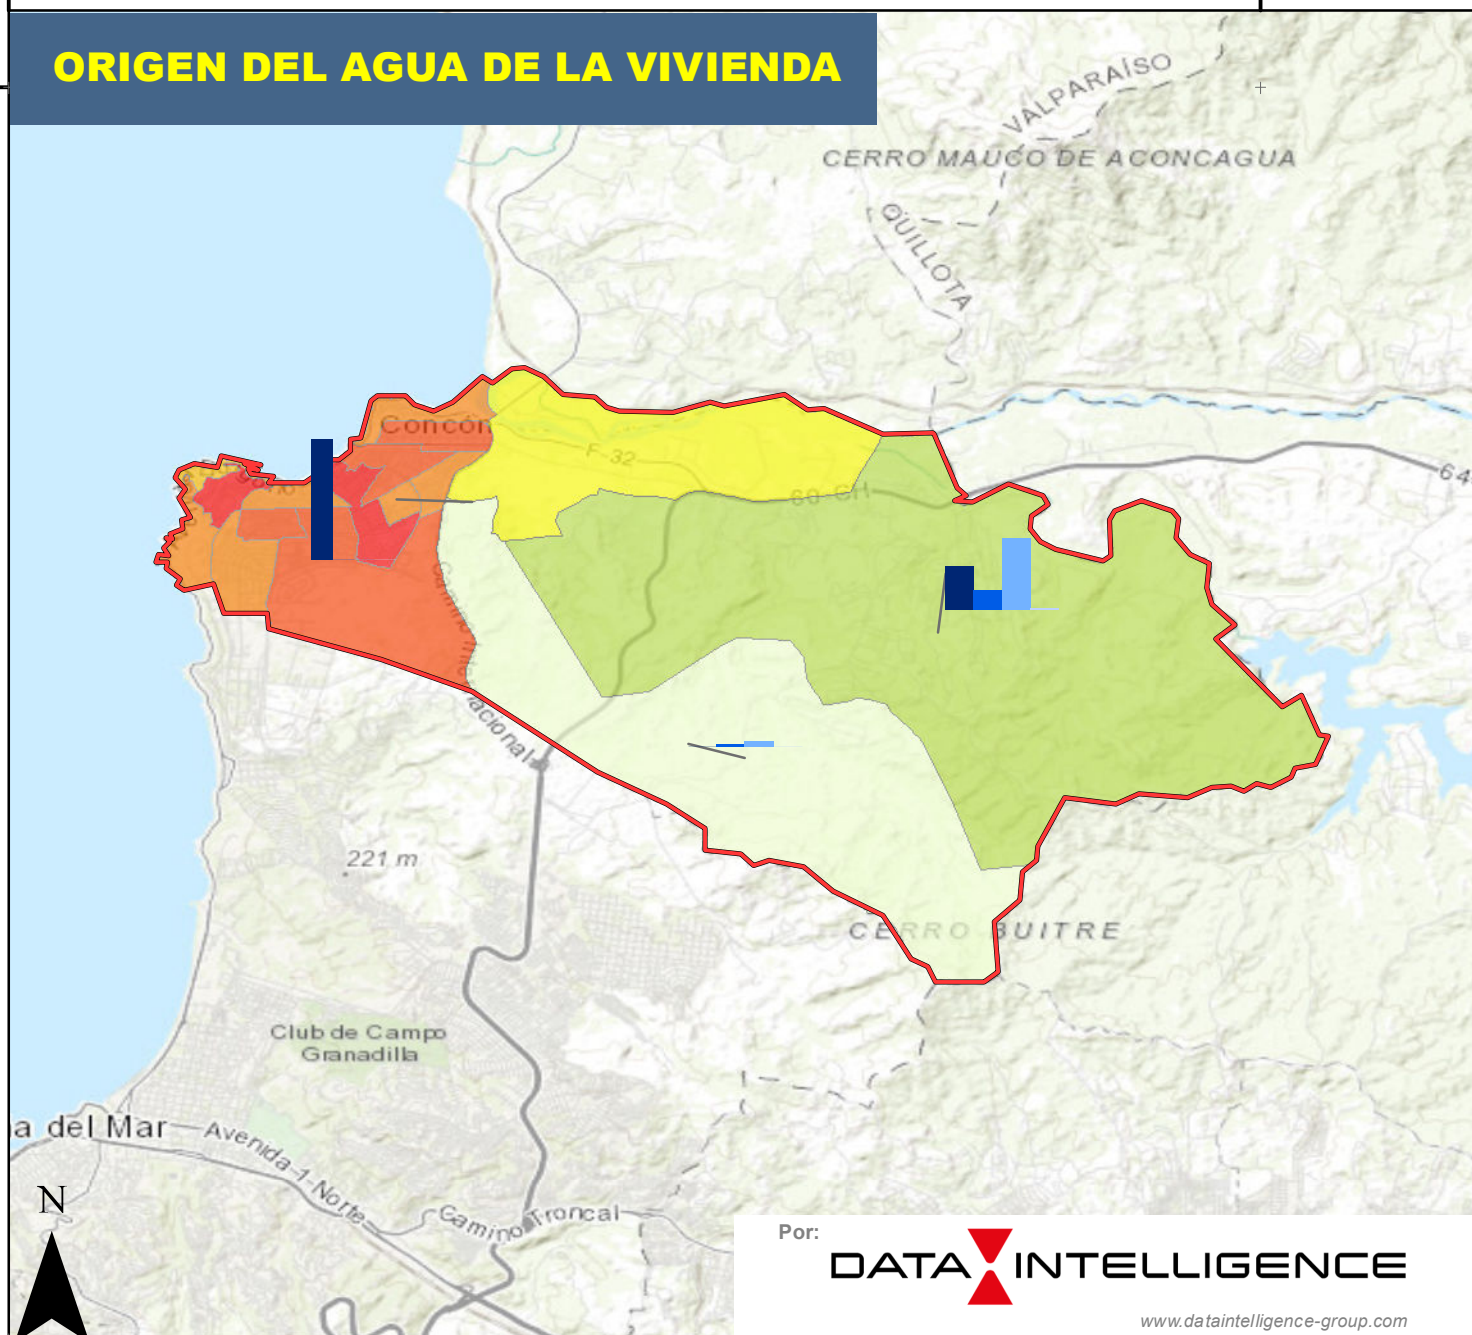 ORIGEN DEL AGUA DE LA VIVIENDA
VALPARAÍSO
CERRO MAUCO DE ACONCAGUA
QUILLOTA
Concón
F-32
64
60-CH
acional
221 m
CERRO BUITRE
Club de Campo
Granadilla
a del Mar
Avenida-1-Norte
Camino Troncal
N
Por:
DATA INTELLIGENCE
www.dataintelligence-group.com